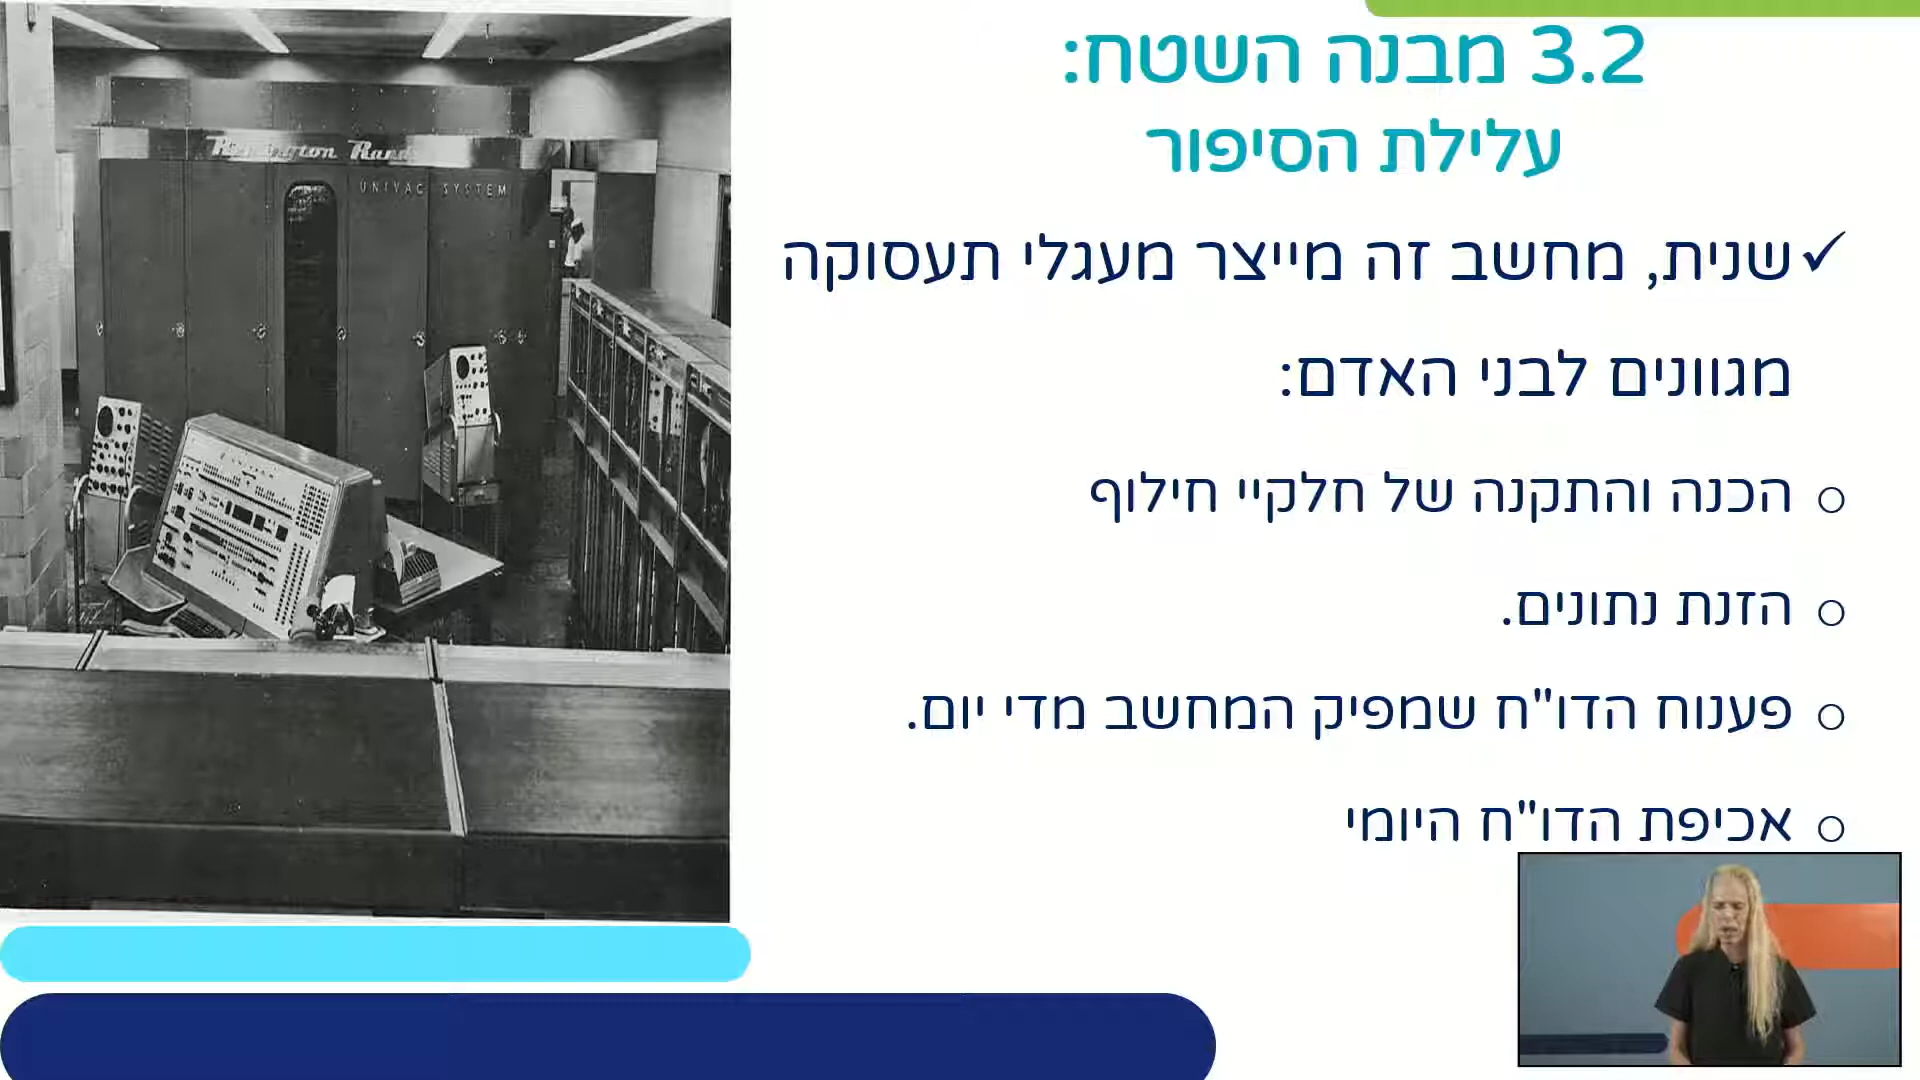 3.2 מבנה השטח:
עלילת הסיפור
✓שנית, מחשב זה מייצר מעגלי תעסוקה
מגוונים לבני האדם:
○ הכנה והתקנה של חלקיי חילוף
○ הזנת נתונים.
○ פענוח הדו"ח שמפיק המחשב מדי יום.
○ אכיפת הדו"ח היומי
Remington Rand
UNIVAC SYSTEM